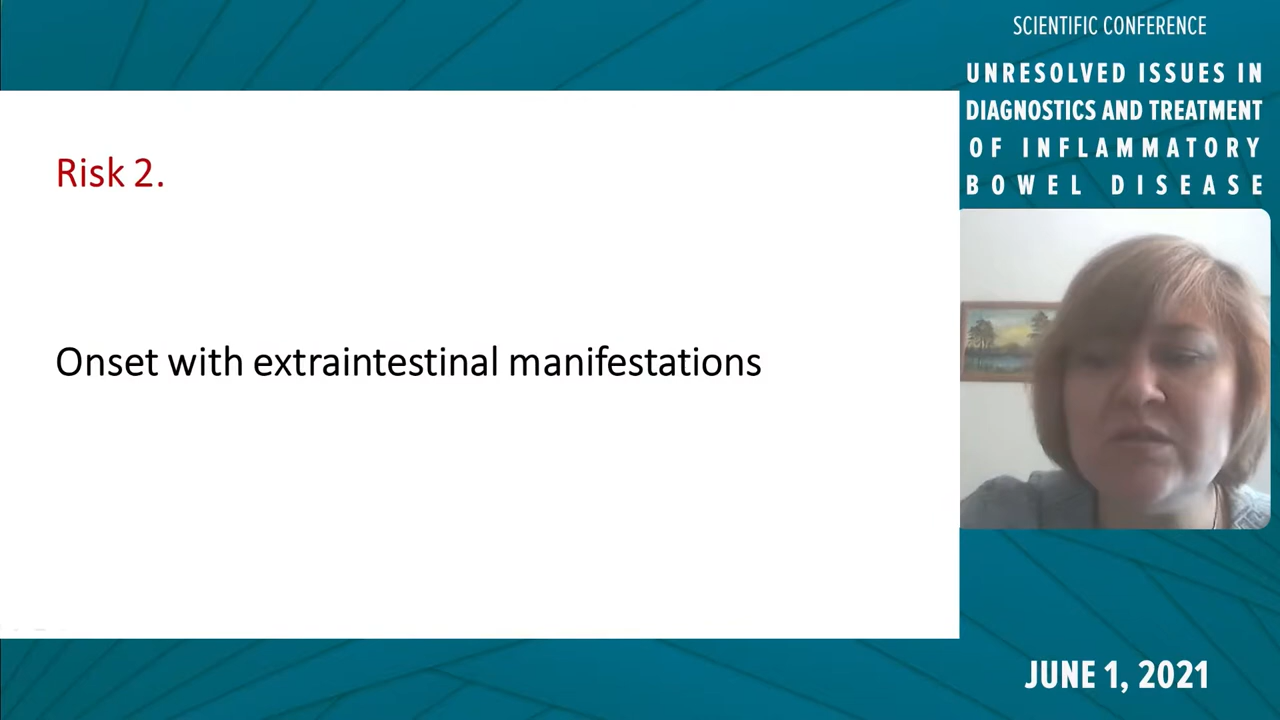 SCIENTIFIC CONFERENCE
UNRESOLVED ISSUES IN
DIAGNOSTICS AND TREATMENT
OF INFLAMMATORY
BOWEL DISEASE
Risk 2.
Onset with extraintestinal manifestations
JUNE 1, 2021